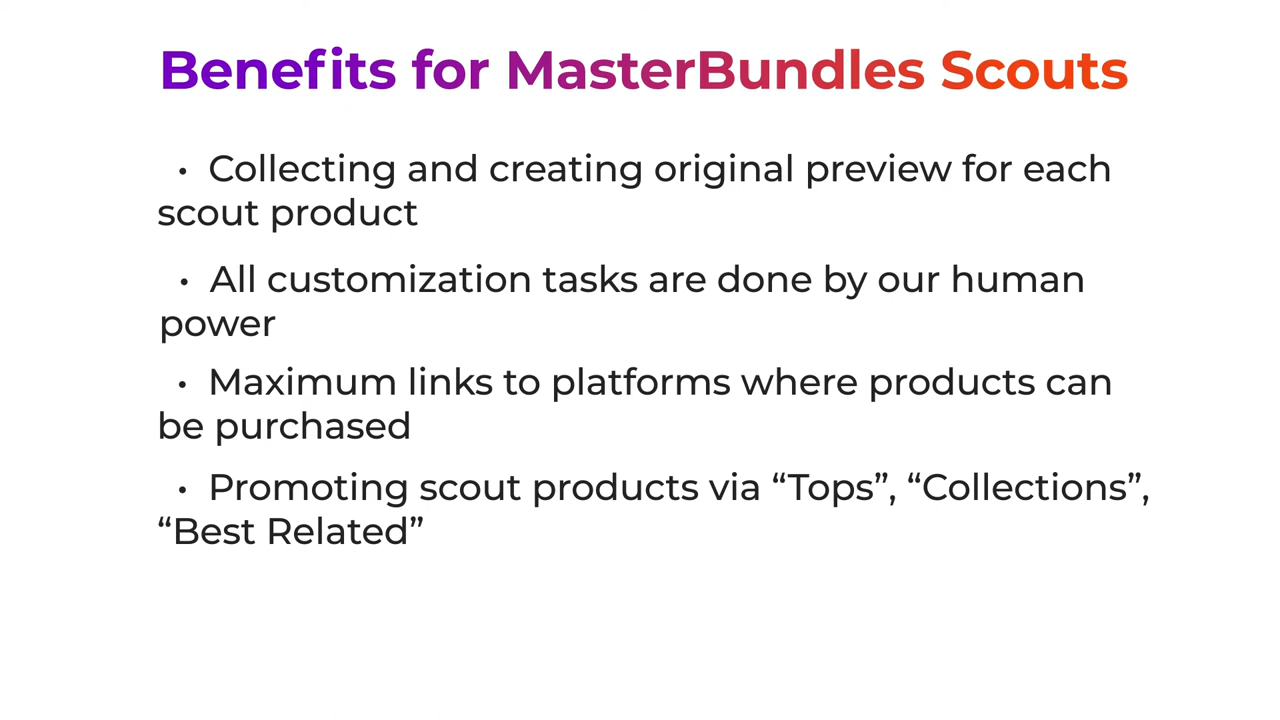 Benefits for MasterBundles Scouts
• Collecting and creating original preview for each
scout product
• All customization tasks are done by our human
power
• Maximum links to platforms where products can
be purchased
• Promoting scout products via “Tops”, “Collections”,
“Best Related”